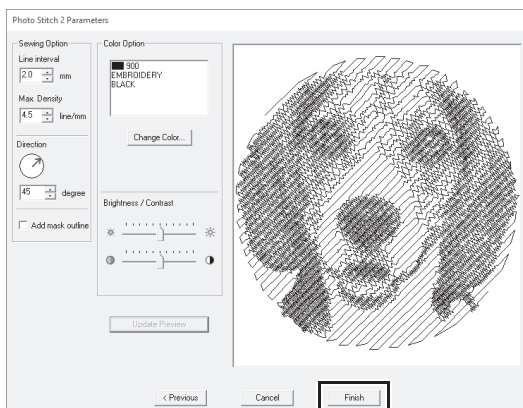 Photo Stitch 2 Parameters
Sewing Option
Line interval
2.0 mm
Max. Density
4.5 line/mm
Direction
45 degree
Add mask outline
Color Option
900
EMBROIDERY
BLACK
Change Color...
Brightness / Contrast
Update Preview
< Previous
Cancel
Finish